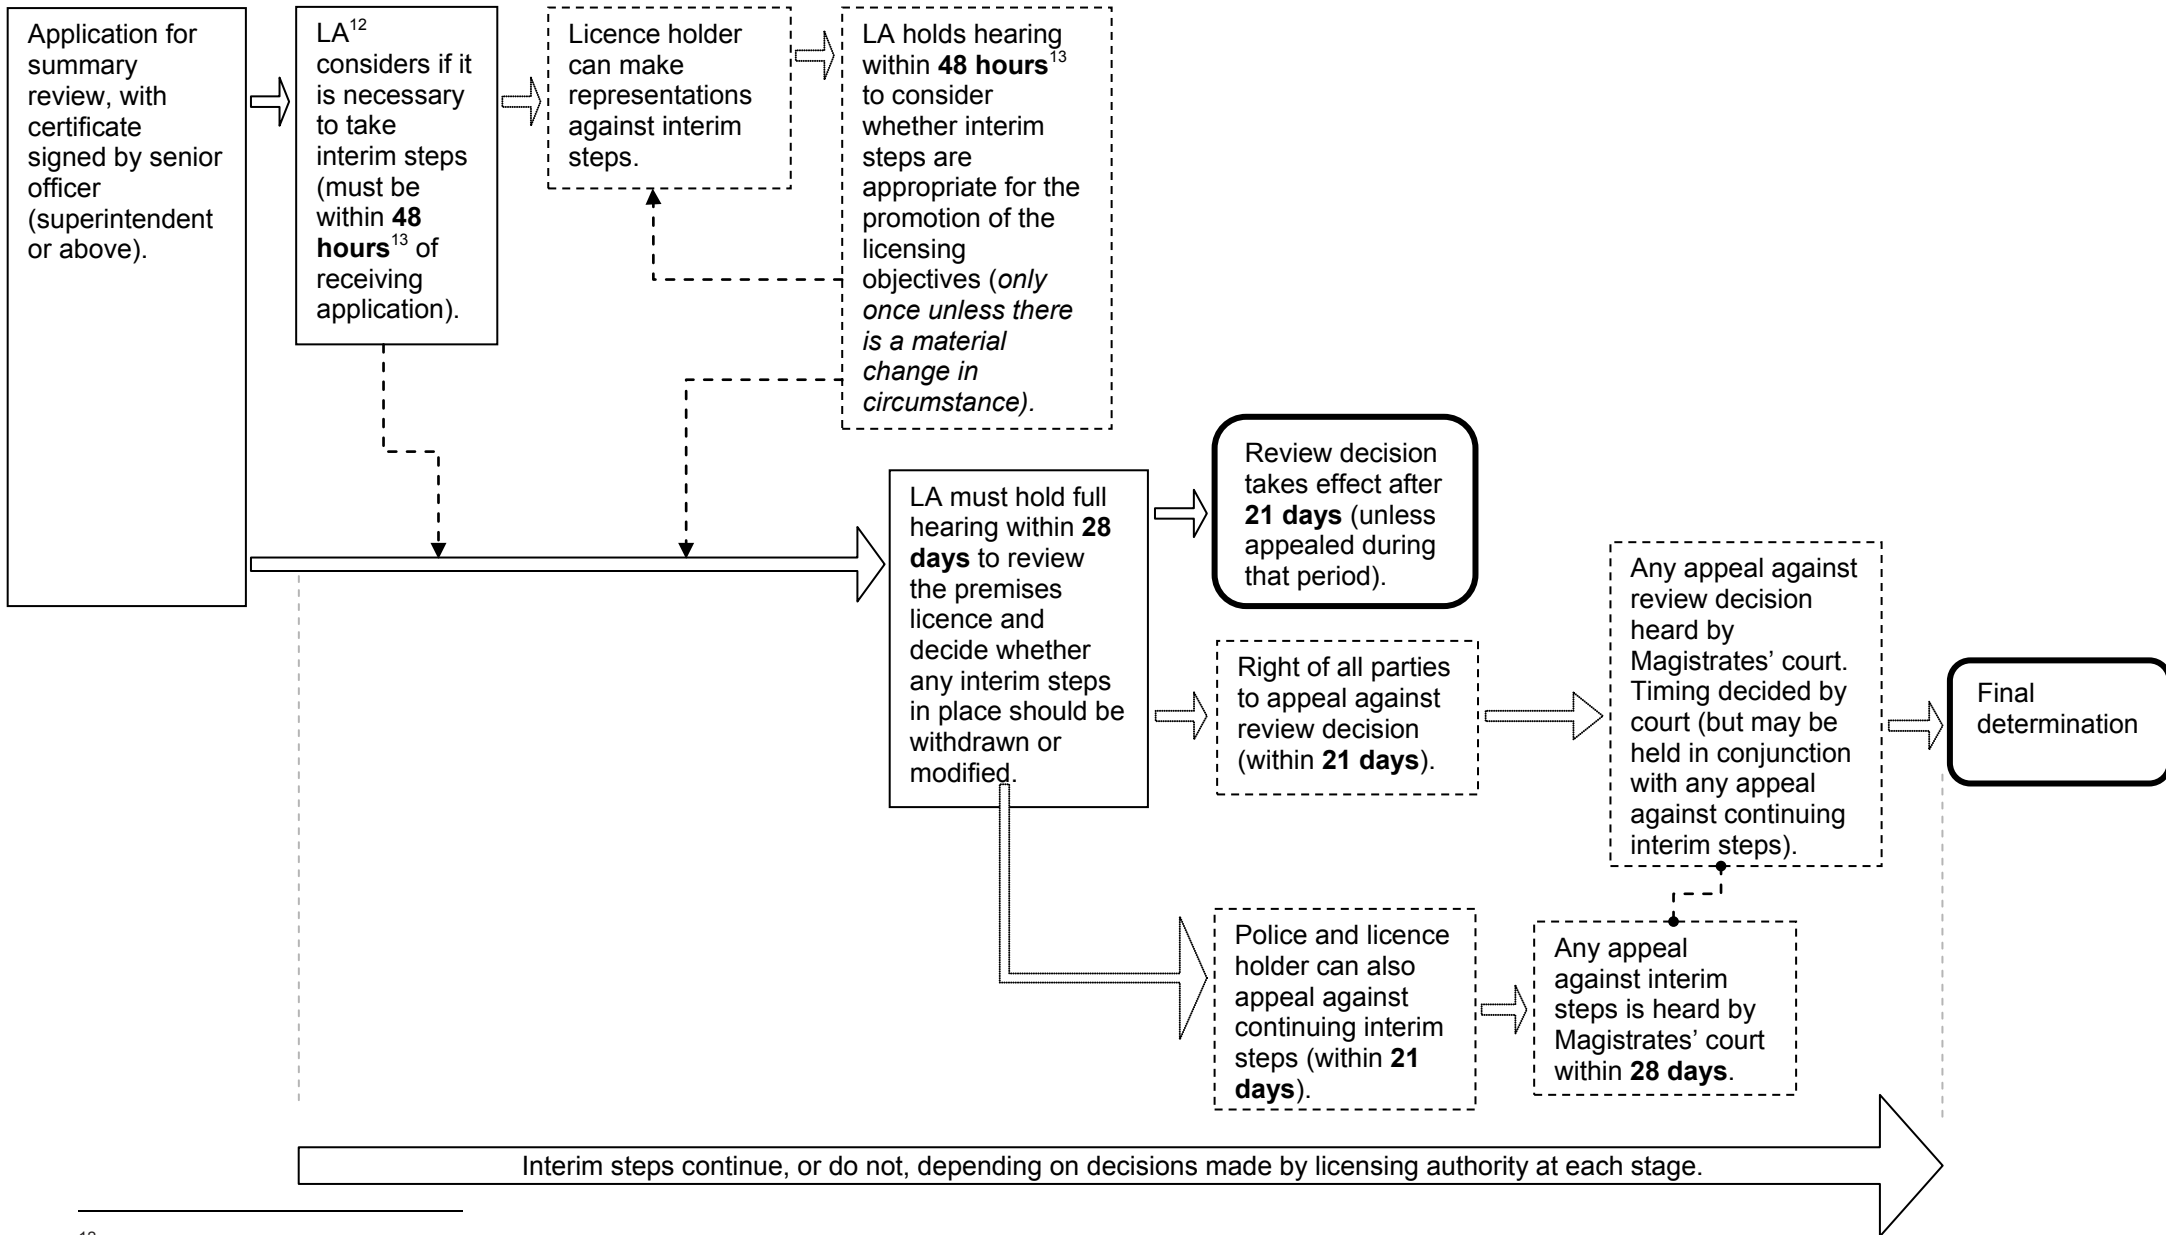 Application for
summary
review, with
certificate
signed by senior
officer
(superintendent
or above).
LA12
considers if it
is necessary
to take
interim steps
(must be
within 48
hours13 of
receiving
application).
Licence holder
can make
representations
against interim
steps.
LA holds hearing
within 48 hours13
to consider
whether interim
steps are
appropriate for the
promotion of the
licensing
objectives (only
once unless there
is a material
change in
circumstance).
LA must hold full
hearing within 28
days to review
the premises
licence and
decide whether
any interim steps
in place should be
withdrawn or
modified.
Review decision
takes effect after
21 days (unless
appealed during
that period).
Right of all parties
to appeal against
review decision
(within 21 days).
Any appeal against
review decision
heard by
Magistrates’ court.
Timing decided by
court (but may be
held in conjunction
with any appeal
against continuing
interim steps).
Final
determination
Police and licence
holder can also
appeal against
continuing interim
steps (within 21
days).
Any appeal
against interim
steps is heard by
Magistrates’ court
within 28 days.
Interim steps continue, or do not, depending on decisions made by licensing authority at each stage.